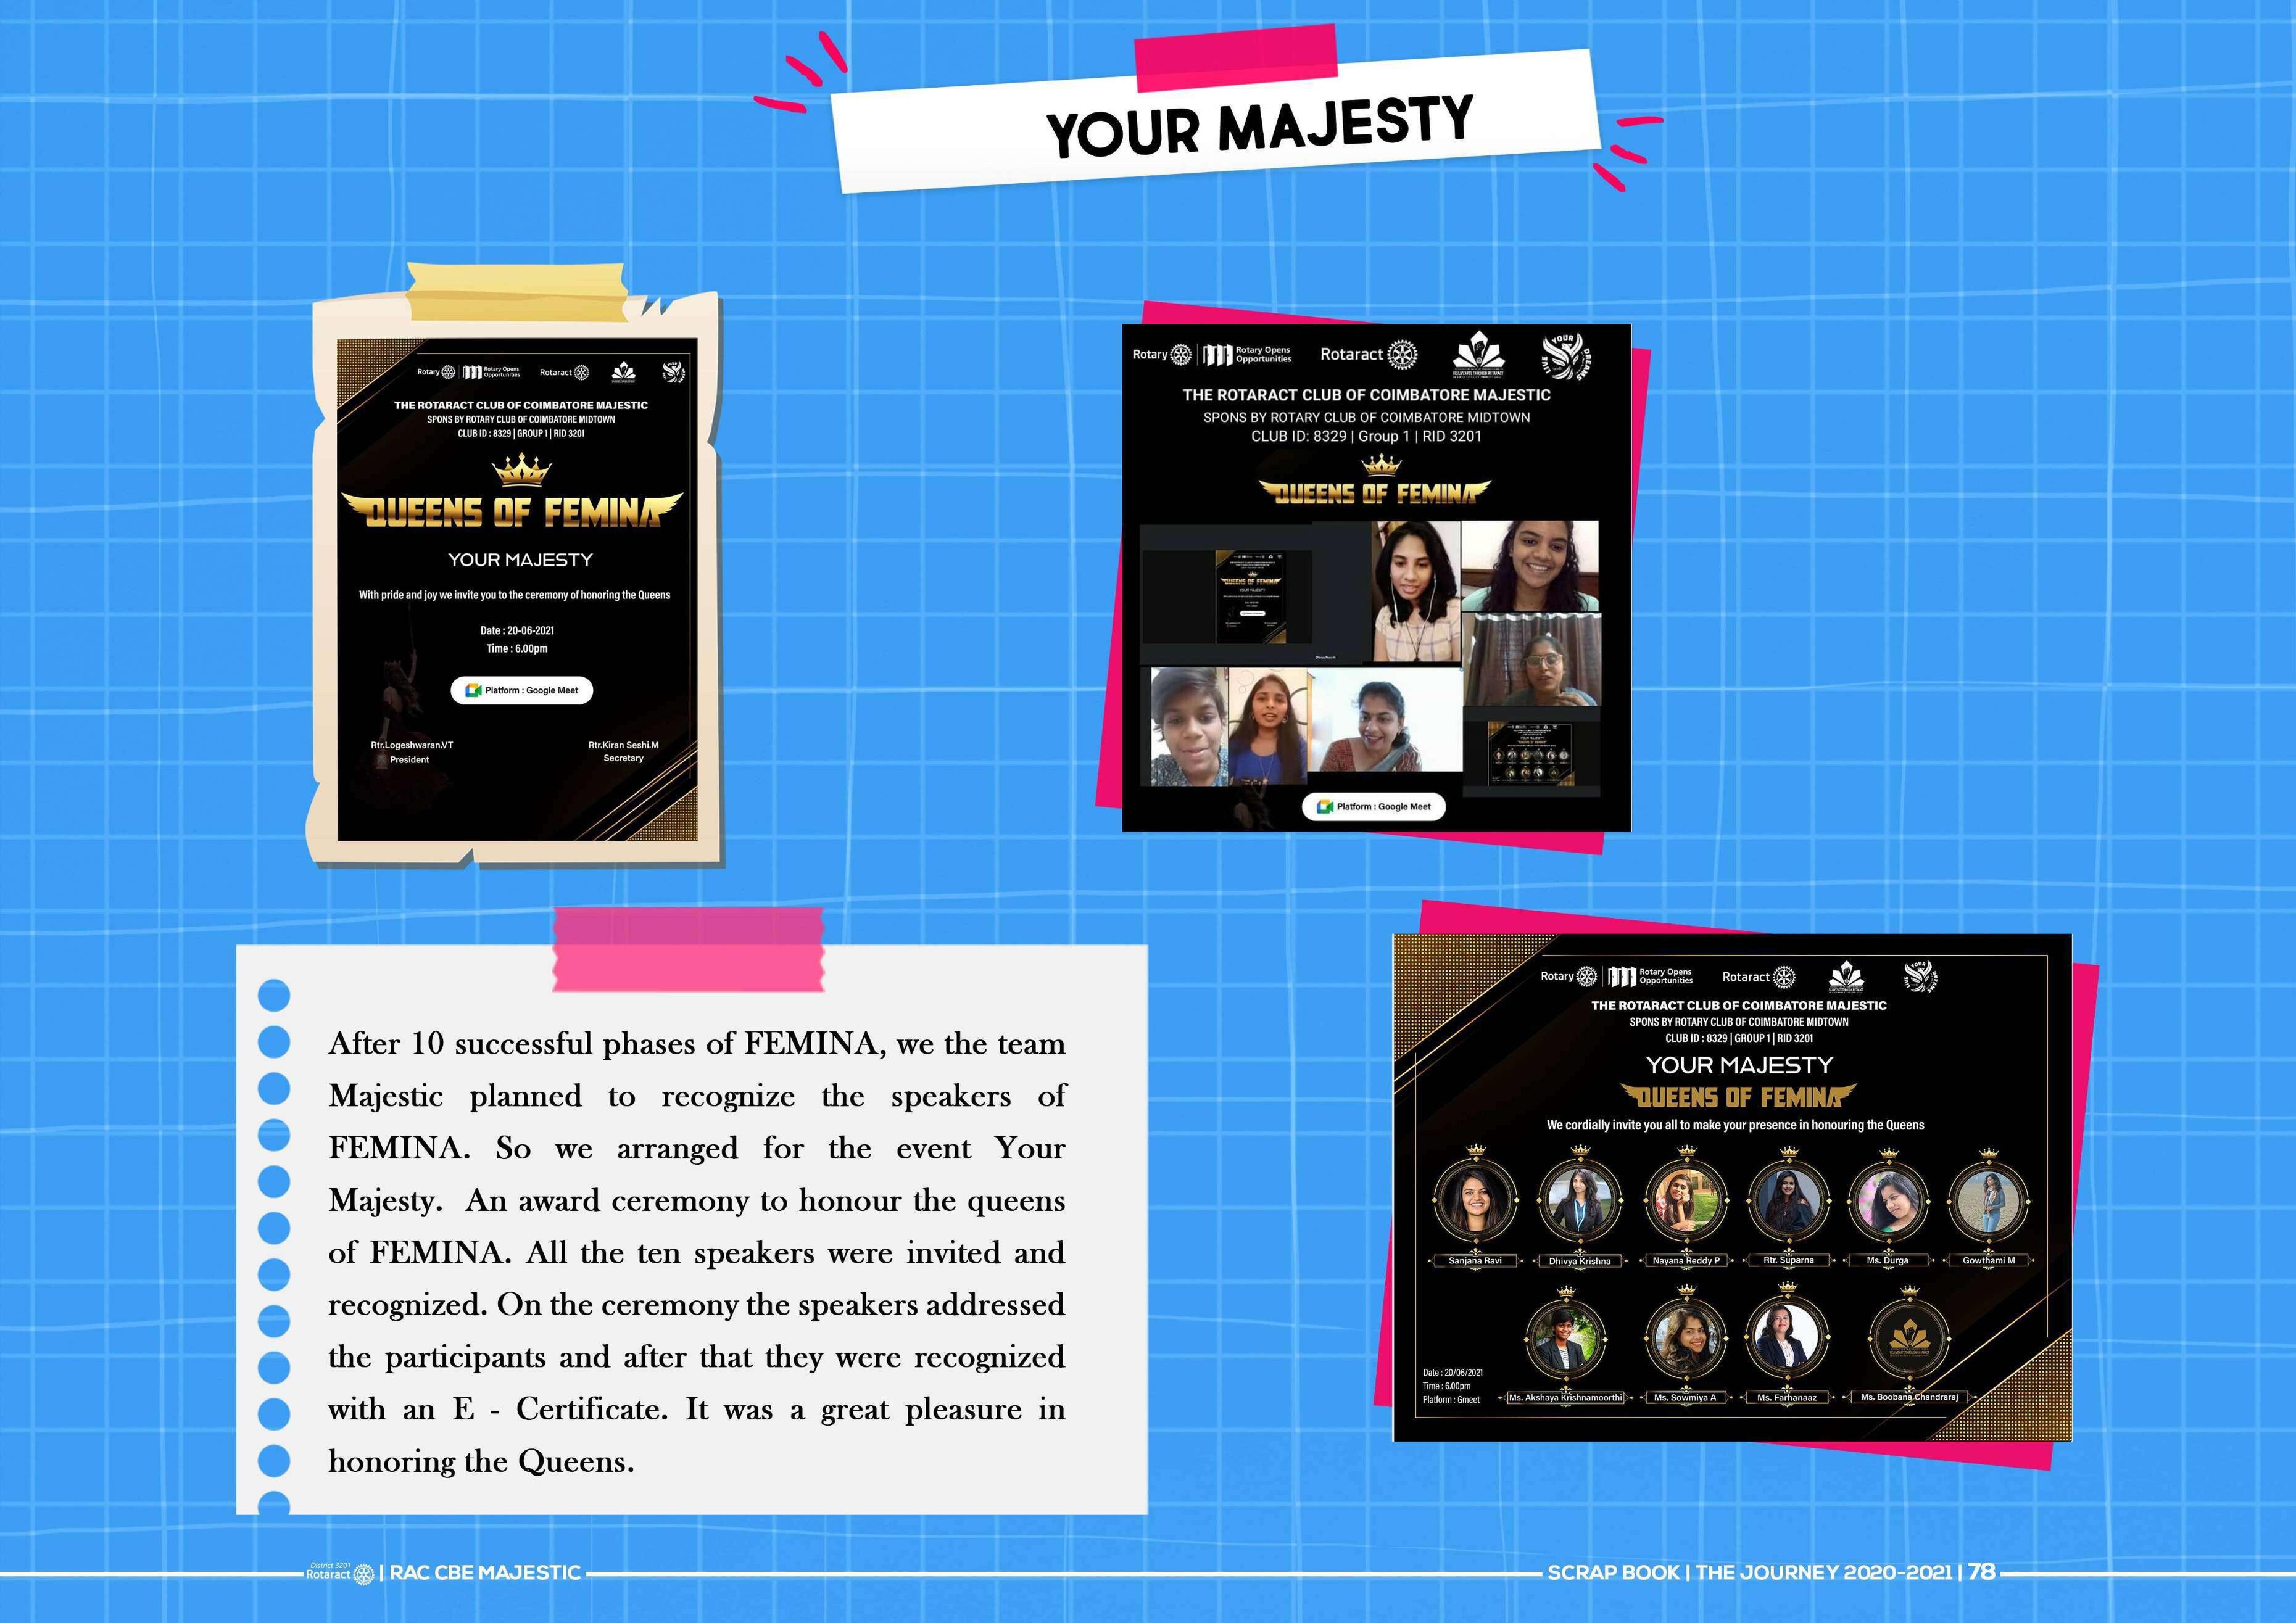 YOUR MAJESTY
Rotary
Rotary Opens
Opportunities
Rotaract
THE ROTARACT CLUB OF COIMBATORE MAJESTIC
SPONS BY ROTARY CLUB OF COIMBATORE MIDTOWN
CLUB ID : 8329 | GROUP 1 | RID 3201
QUEENS OF FEMINA
YOUR MAJESTY
With pride and joy we invite you to the ceremony of honoring the Queens
Date : 20-06-2021
Time : 6.00pm
Platform : Google Meet
Rtr.Logeshwaran.VT
President
Rtr.Kiran Seshi.M
Secretary
Rotary
Rotary Opens
Opportunities
Rotaract
LIVE YOUR DREAMS
THE ROTARACT CLUB OF COIMBATORE MAJESTIC
SPONS BY ROTARY CLUB OF COIMBATORE MIDTOWN
CLUB ID: 8329 | Group 1 | RID 3201
QUEENS OF FEMINA
Platform : Google Meet
After 10 successful phases of FEMINA, we the team
Majestic planned to recognize the speakers of
FEMINA. So we arranged for the event Your
Majesty. An award ceremony to honour the queens
of FEMINA. All the ten speakers were invited and
recognized. On the ceremony the speakers addressed
the participants and after that they were recognized
with an E - Certificate. It was a great pleasure in
honoring the Queens.
Rotary
Rotary Opens
Opportunities
Rotaract
THE ROTARACT CLUB OF COIMBATORE MAJESTIC
SPONS BY ROTARY CLUB OF COIMBATORE MIDTOWN
CLUB ID : 8329 | GROUP 1 | RID 3201
YOUR MAJESTY
QUEENS OF FEMINA
We cordially invite you all to make your presence in honouring the Queens
Sanjana Ravi
Dhivya Krishna
Nayana Reddy P
Rtr. Suparna
Ms. Durga
Gowthami M
Ms. Akshaya Krishnamoorthi
Ms. Sowmiya A
Ms. Farhanaaz
Ms. Boobana Chandraraj
Date : 20/06/2021
Time : 6.00pm
Platform : Gmeet
District 3201
Rotaract | RAC CBE MAJESTIC
SCRAP BOOK | THE JOURNEY 2020-2021 | 78